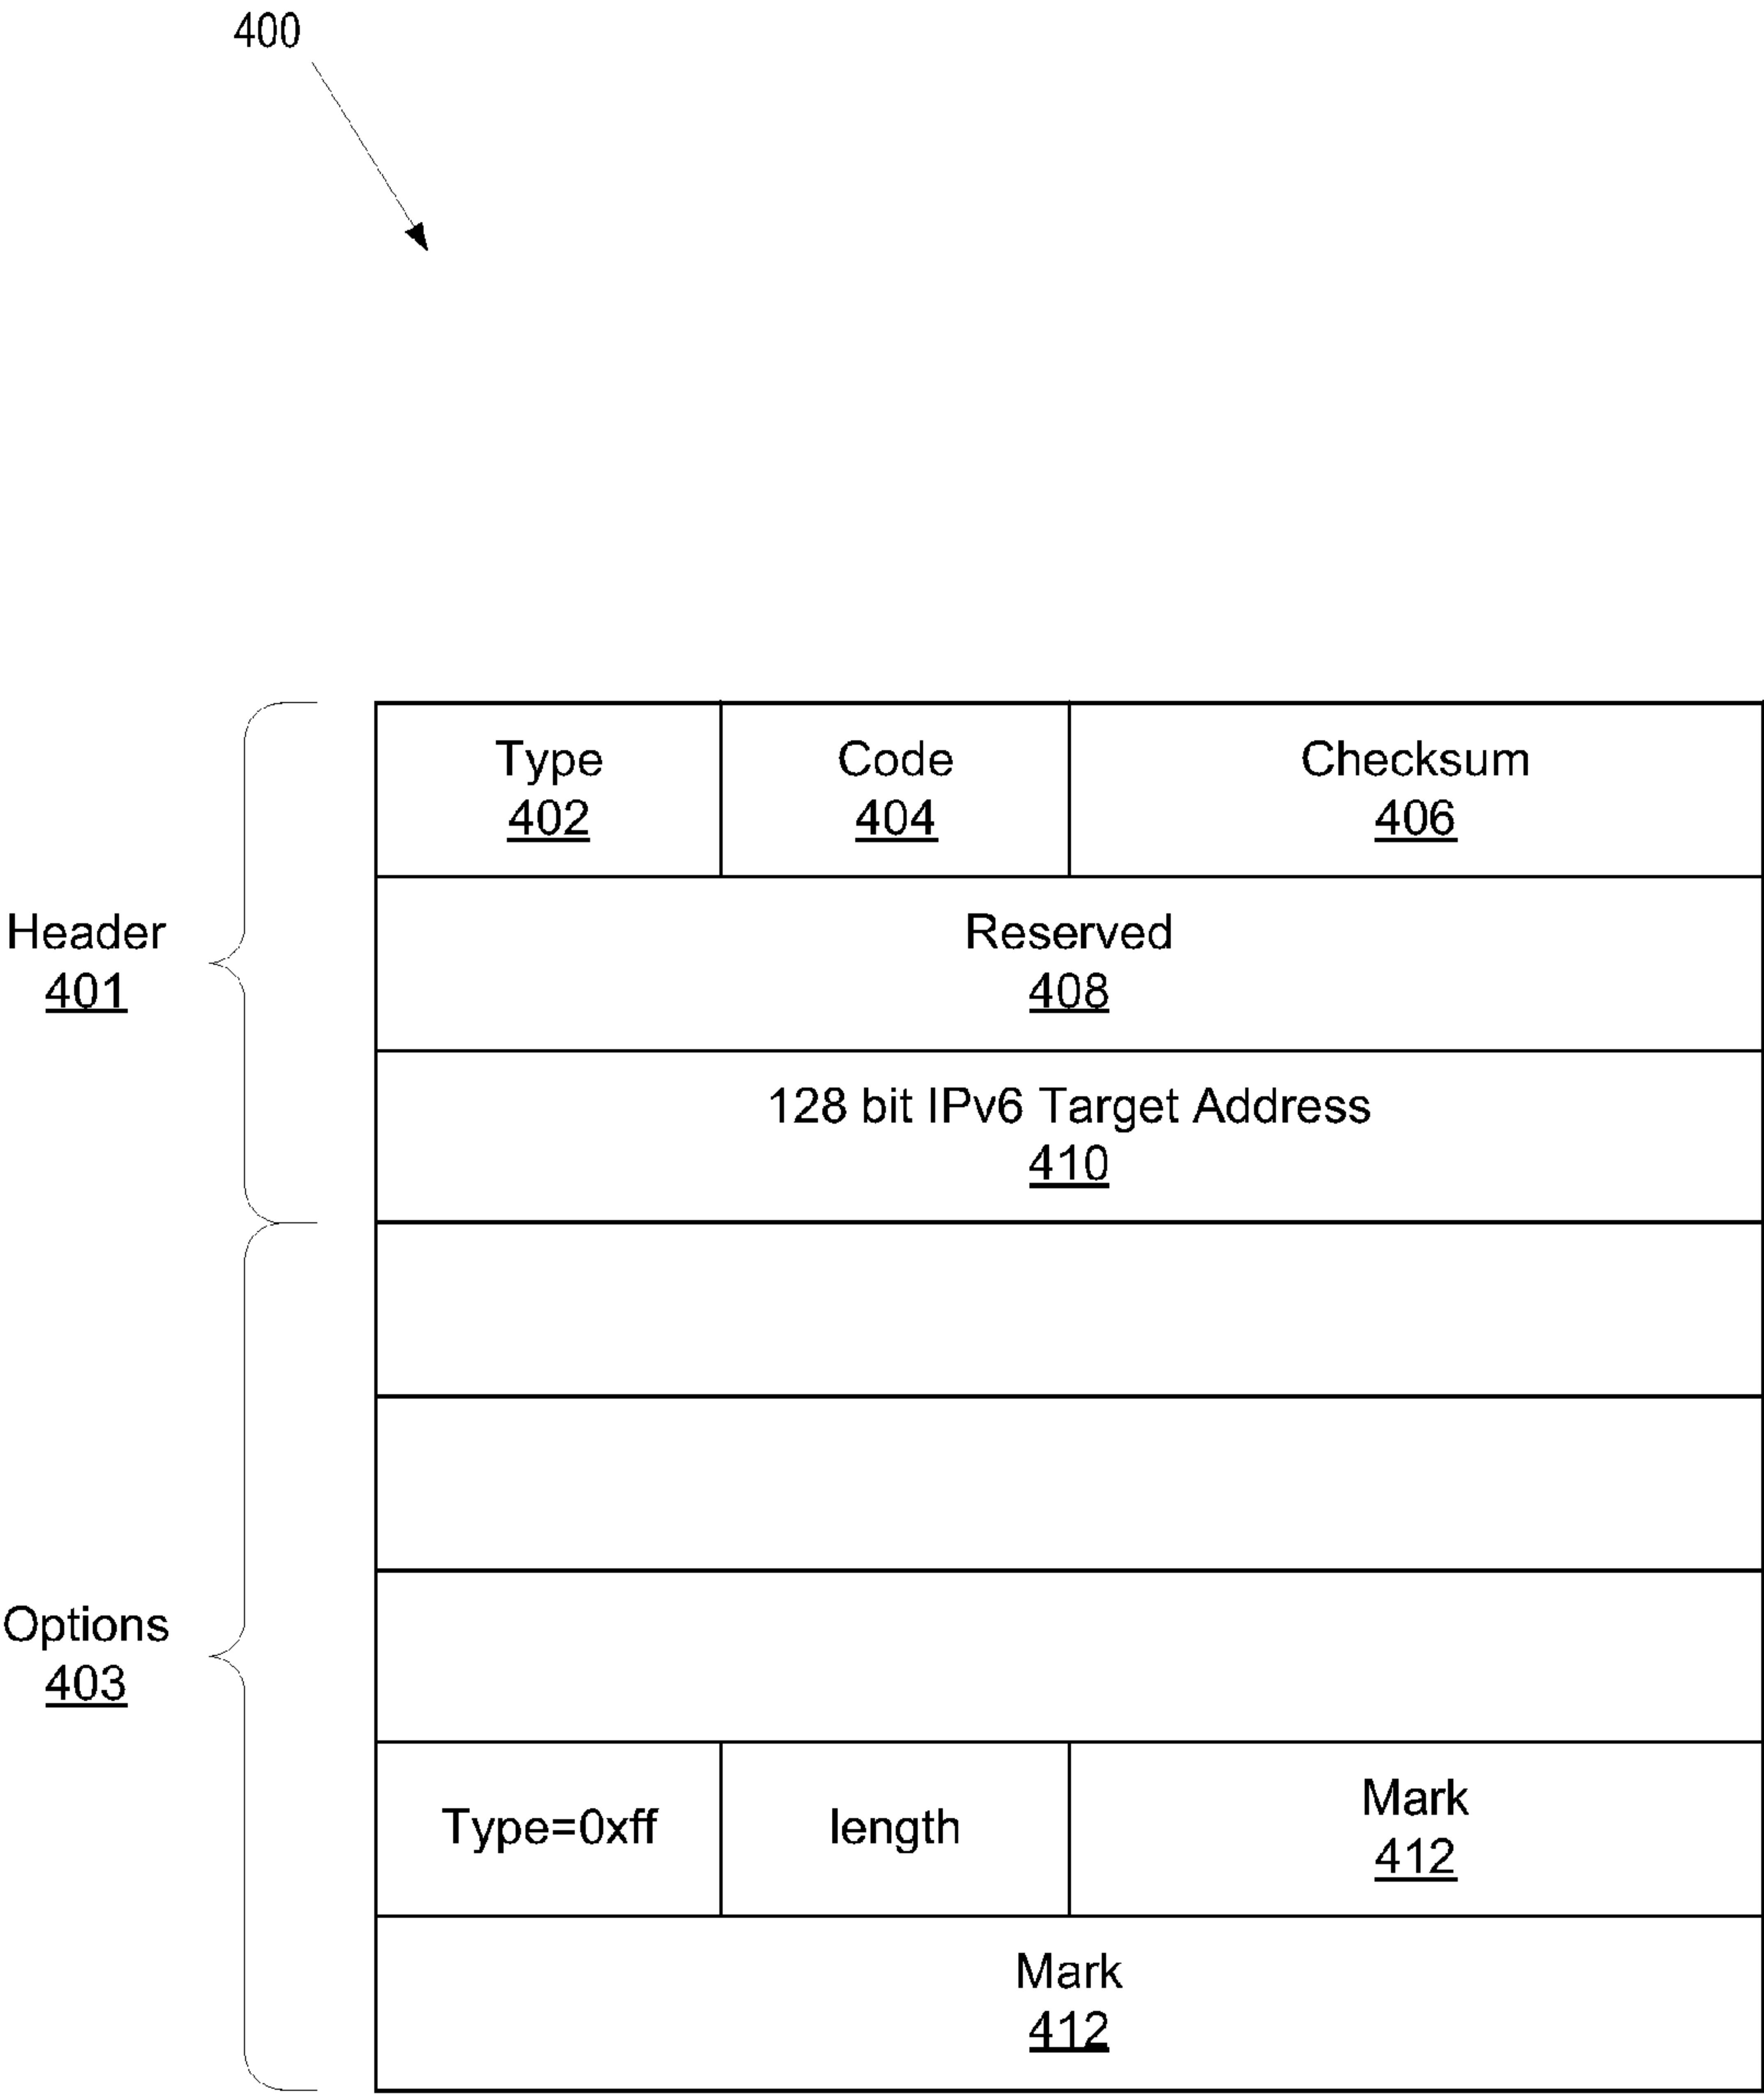 400
Type
402
Code
404
Checksum
406
Header
401
Reserved
408
128 bit IPv6 Target Address
410
Options
403
Type=0xff
length
Mark
412
Mark
412